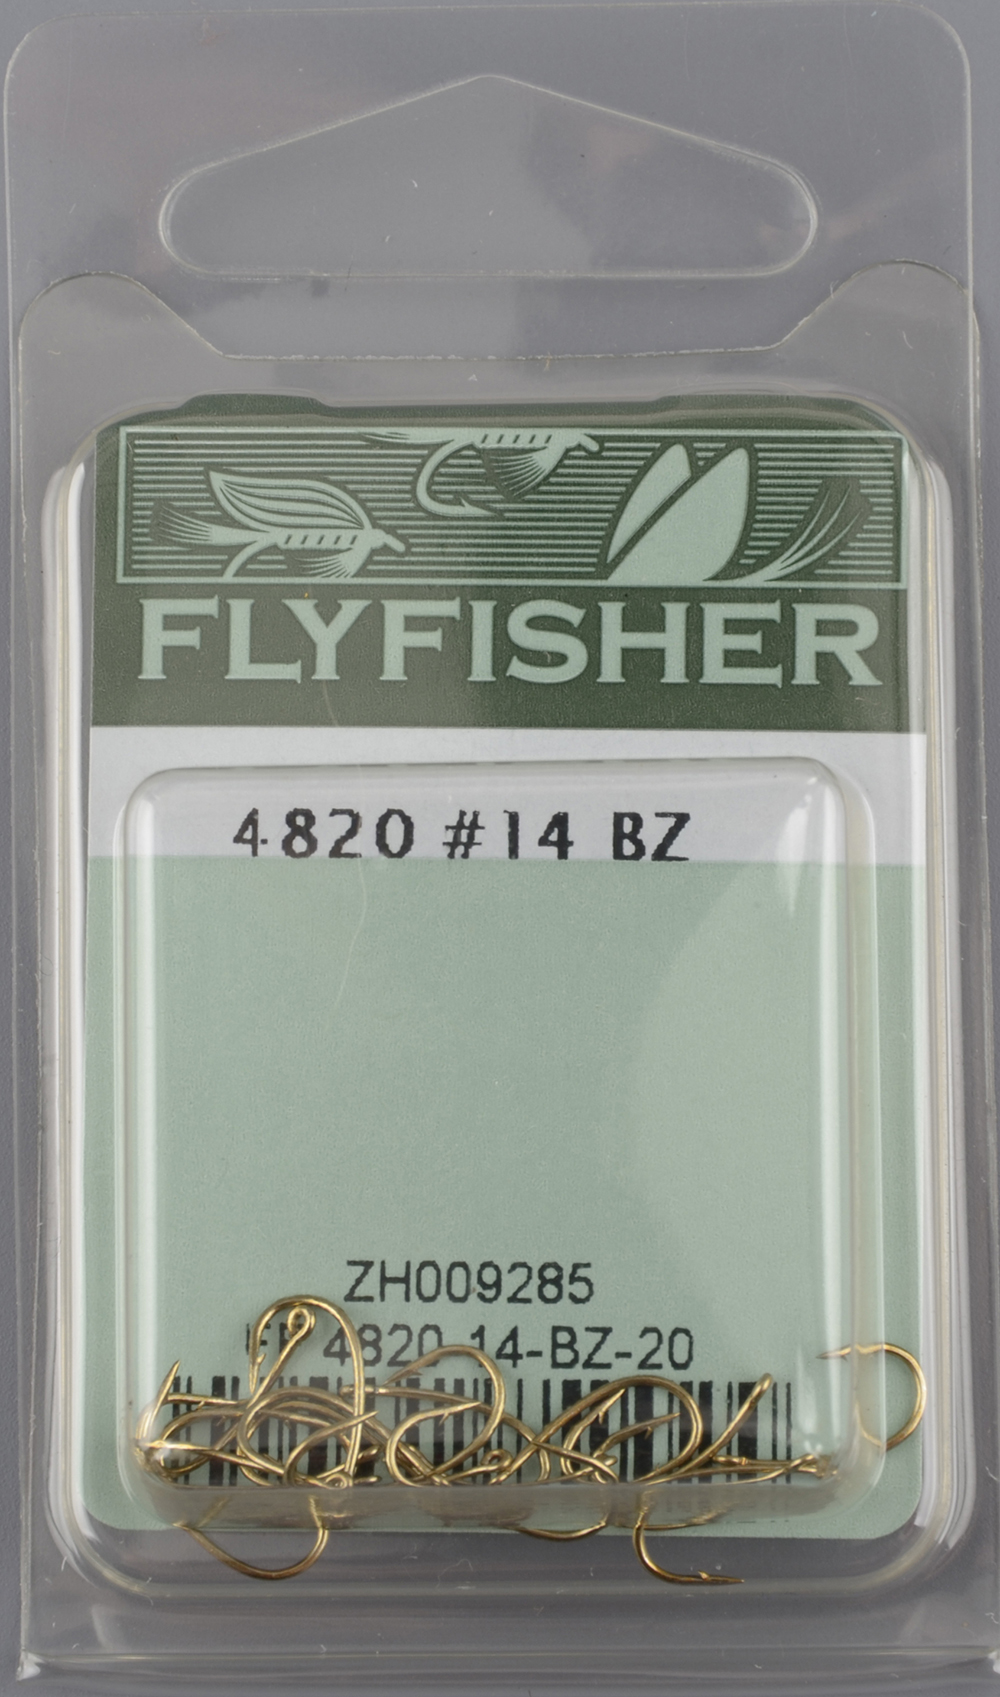 FLYFISHER
4820 #14 BZ
ZH009285
4820-14-BZ-20